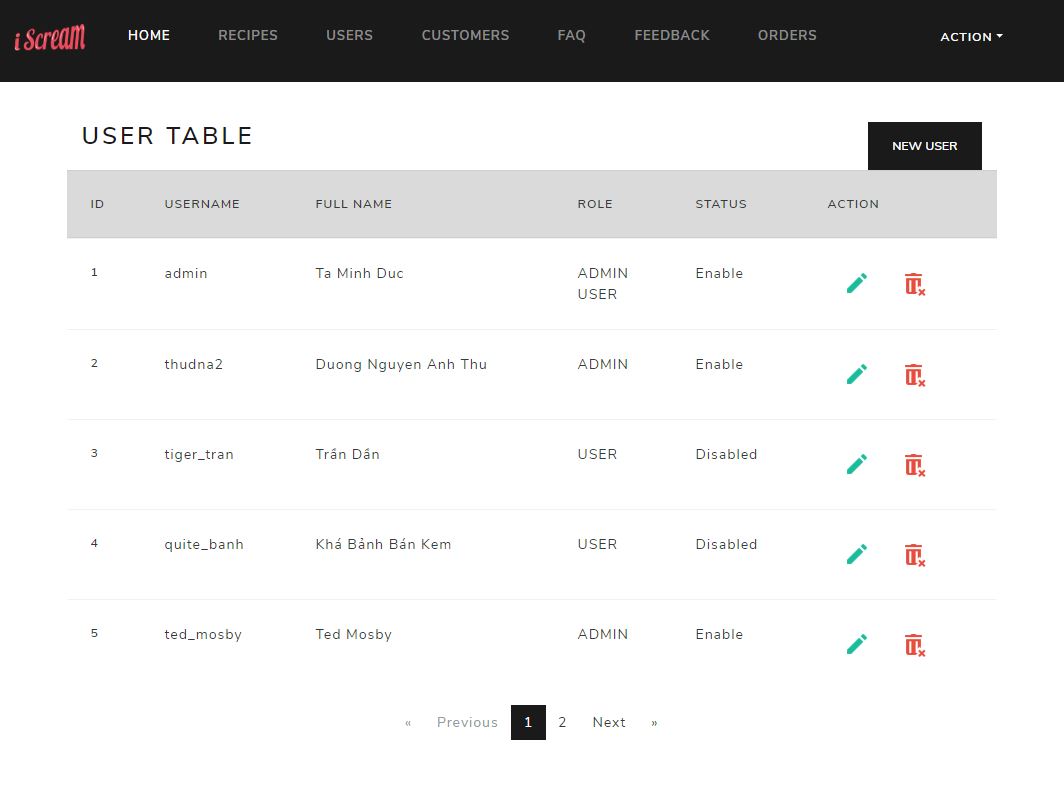 i Scream HOME RECIPES USERS CUSTOMERS FAQ FEEDBACK ORDERS ACTION
USER TABLE
NEW USER
ID USERNAME FULL NAME ROLE STATUS ACTION
1 admin Ta Minh Duc ADMIN Enable
USER
2 thudna2 Duong Nguyen Anh Thu ADMIN Enable
3 tiger_tran Trần Dần USER Disabled
4 quite_banh Khá Bảnh Bán Kem USER Disabled
5 ted_mosby Ted Mosby ADMIN Enable
« Previous 1 2 Next »